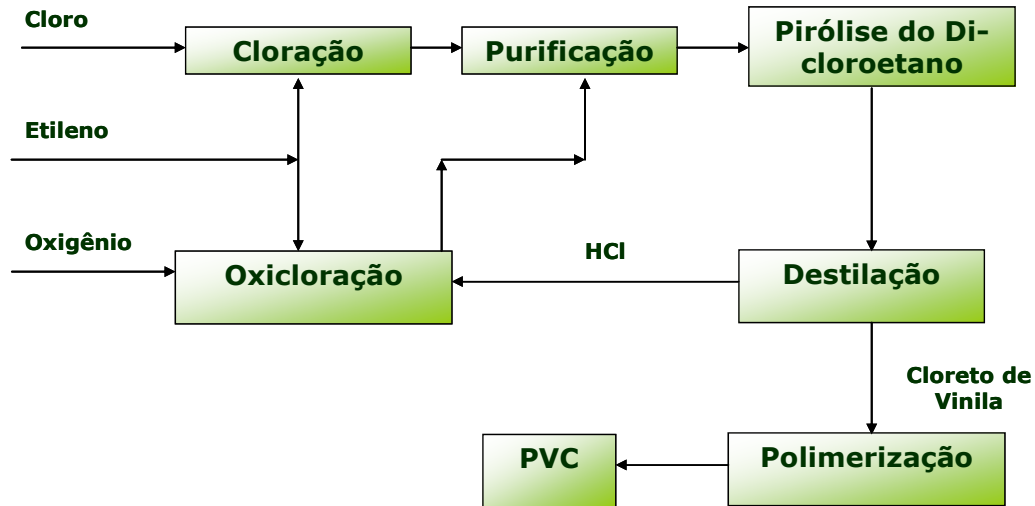 Cloro
Cloração
Purificação
Pirólise do Di-
cloroetano
Etileno
Oxigênio
Oxicloração
HCl
Destilação
Cloreto de
Vinila
PVC
Polimerização